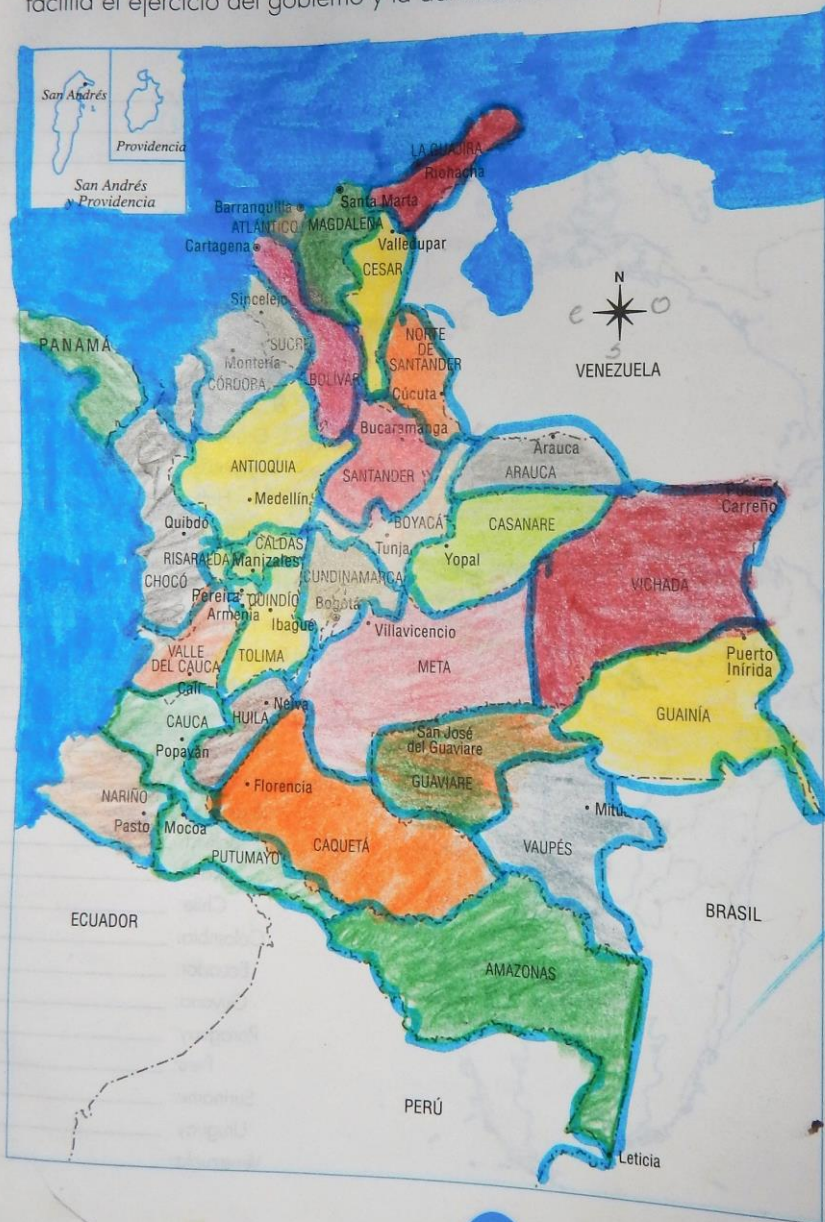 facilita el ejercicio del gobierno y la
San Andrés
Providencia
San Andrés
y Providencia
LA GUAJIRA
Riohacha
Santa Marta
Barranquilla
ATLÁNTICO
MAGDALENA
Cartagena
Valledupar
CESAR
Sincelejo
N
e
O
S
PANAMÁ
SUCRE
NORTE
DE
SANTANDER
VENEZUELA
Montería
CÓRDOBA
BOLÍVAR
Cúcuta
Bucaramanga
Arauca
ARAUCA
ANTIOQUIA
SANTANDER
Medellín
Puerto
Carreño
Quibdó
BOYACÁ
CASANARE
Tunja
Yopal
RISARALDA
CALDAS
Manizales
CHOCÓ
CUNDINAMARCA
VICHADA
Pereira
QUINDÍO
Bogotá
Armenia
Ibagué
Villavicencio
VALLE
DEL CAUCA
TOLIMA
META
Puerto
Inírida
Cali
Neiva
GUAINÍA
CAUCA
HUILA
Popayán
San José
del Guaviare
GUAVIARE
Florencia
NARIÑO
Pasto
Mocoa
Mitú
PUTUMAYO
CAQUETÁ
VAUPÉS
ECUADOR
BRASIL
AMAZONAS
PERÚ
Leticia